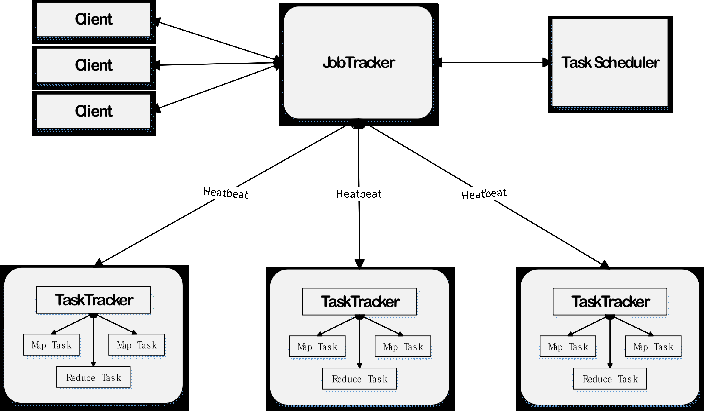 Client
Client
Client
JobTracker
Task Scheduler
Heatbeat
Heatbeat
Heatbeat
TaskTracker
Map Task
Map Task
Reduce Task
TaskTracker
Map Task
Map Task
Reduce Task
TaskTracker
Map Task
Map Task
Reduce Task